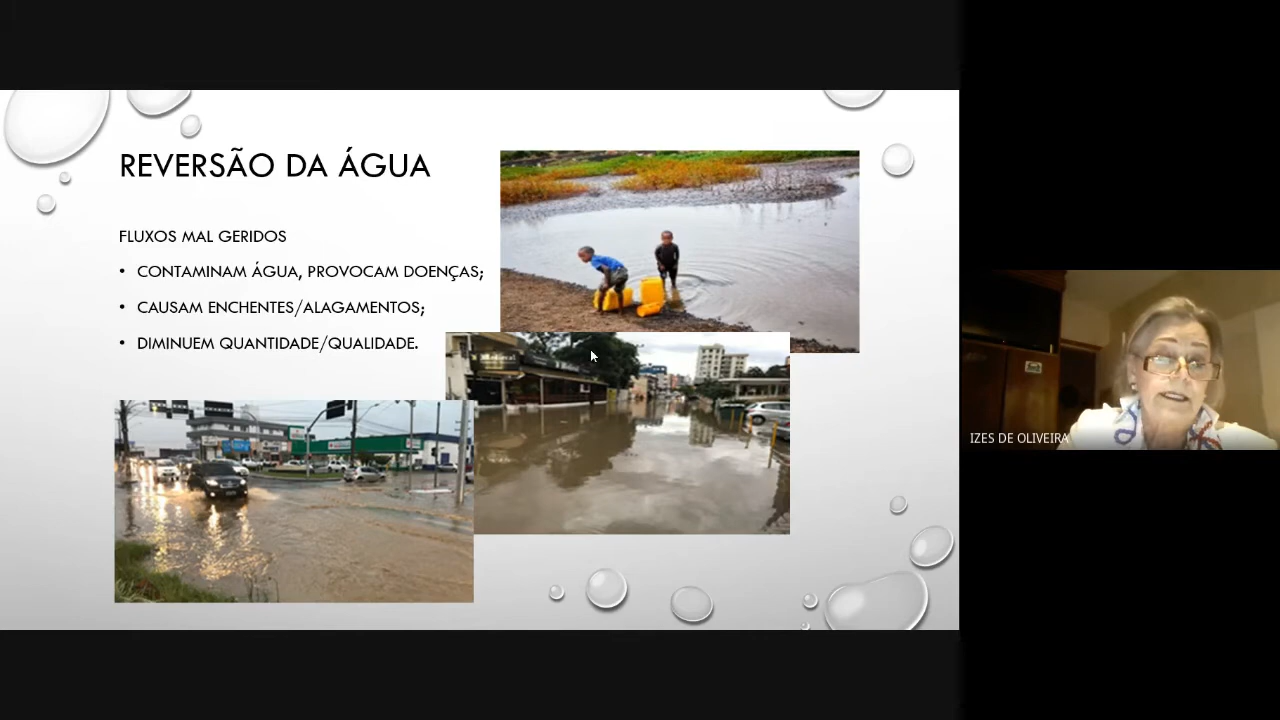 REVERSÃO DA ÁGUA
FLUXOS MAL GERIDOS
• CONTAMINAM ÁGUA, PROVOCAM DOENÇAS;
• CAUSAM ENCHENTES/ALAGAMENTOS;
• DIMINUEM QUANTIDADE/QUALIDADE.
IZES DE OLIVEIRA